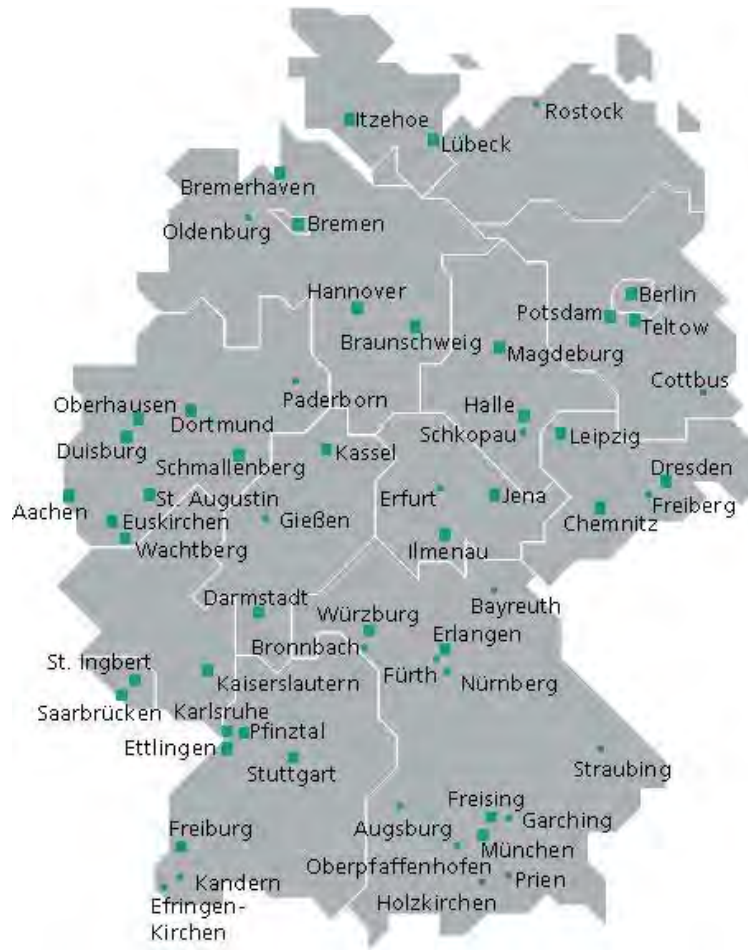 Rostock
Itzehoe
Lübeck
Bremerhaven
Oldenburg
Bremen
Hannover
Berlin
Potsdam
Teltow
Braunschweig
Magdeburg
Cottbus
Paderborn
Oberhausen
Dortmund
Halle
Schkopau
Leipzig
Duisburg
Kassel
Schmallenberg
Dresden
Aachen
St. Augustin
Erfurt
Jena
Freiberg
Euskirchen
Gießen
Chemnitz
Wachtberg
Ilmenau
Darmstadt
Bayreuth
Würzburg
Erlangen
Bronnbach
St. Ingbert
Fürth
Nürnberg
Kaiserslautern
Saarbrücken
Karlsruhe
Pfinztal
Ettlingen
Stuttgart
Straubing
Freising
Garching
Augsburg
Freiburg
München
Oberpfaffenhofen
Kandern
Prien
Holzkirchen
Efringen-
Kirchen